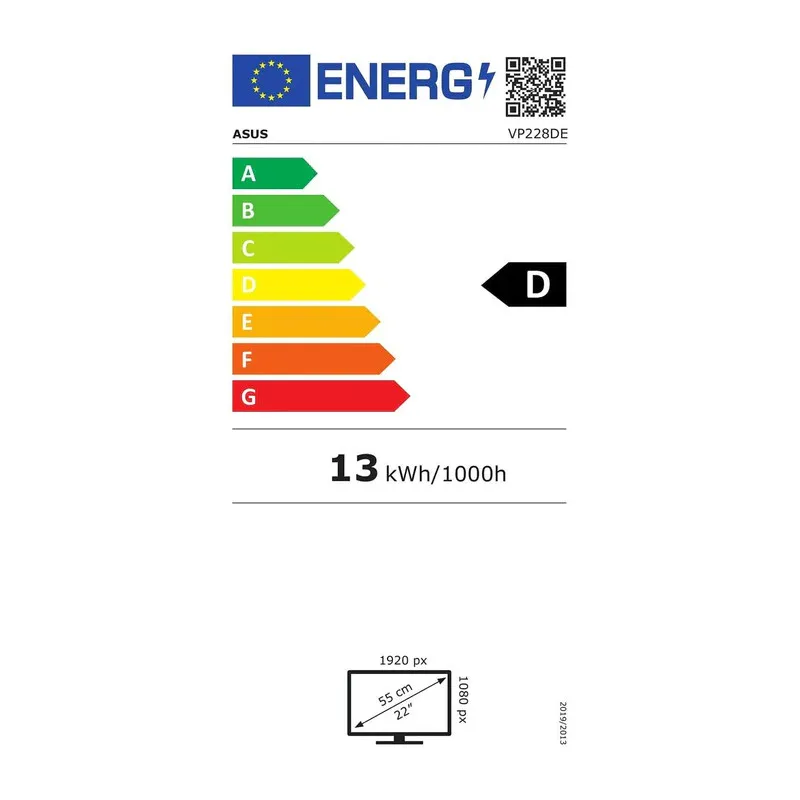 ENERG
ASUS VP228DE
A
B
C
D
D
E
F
G
13 kWh/1000h
1920 px
1080 px
55 cm
22”
2019/2013